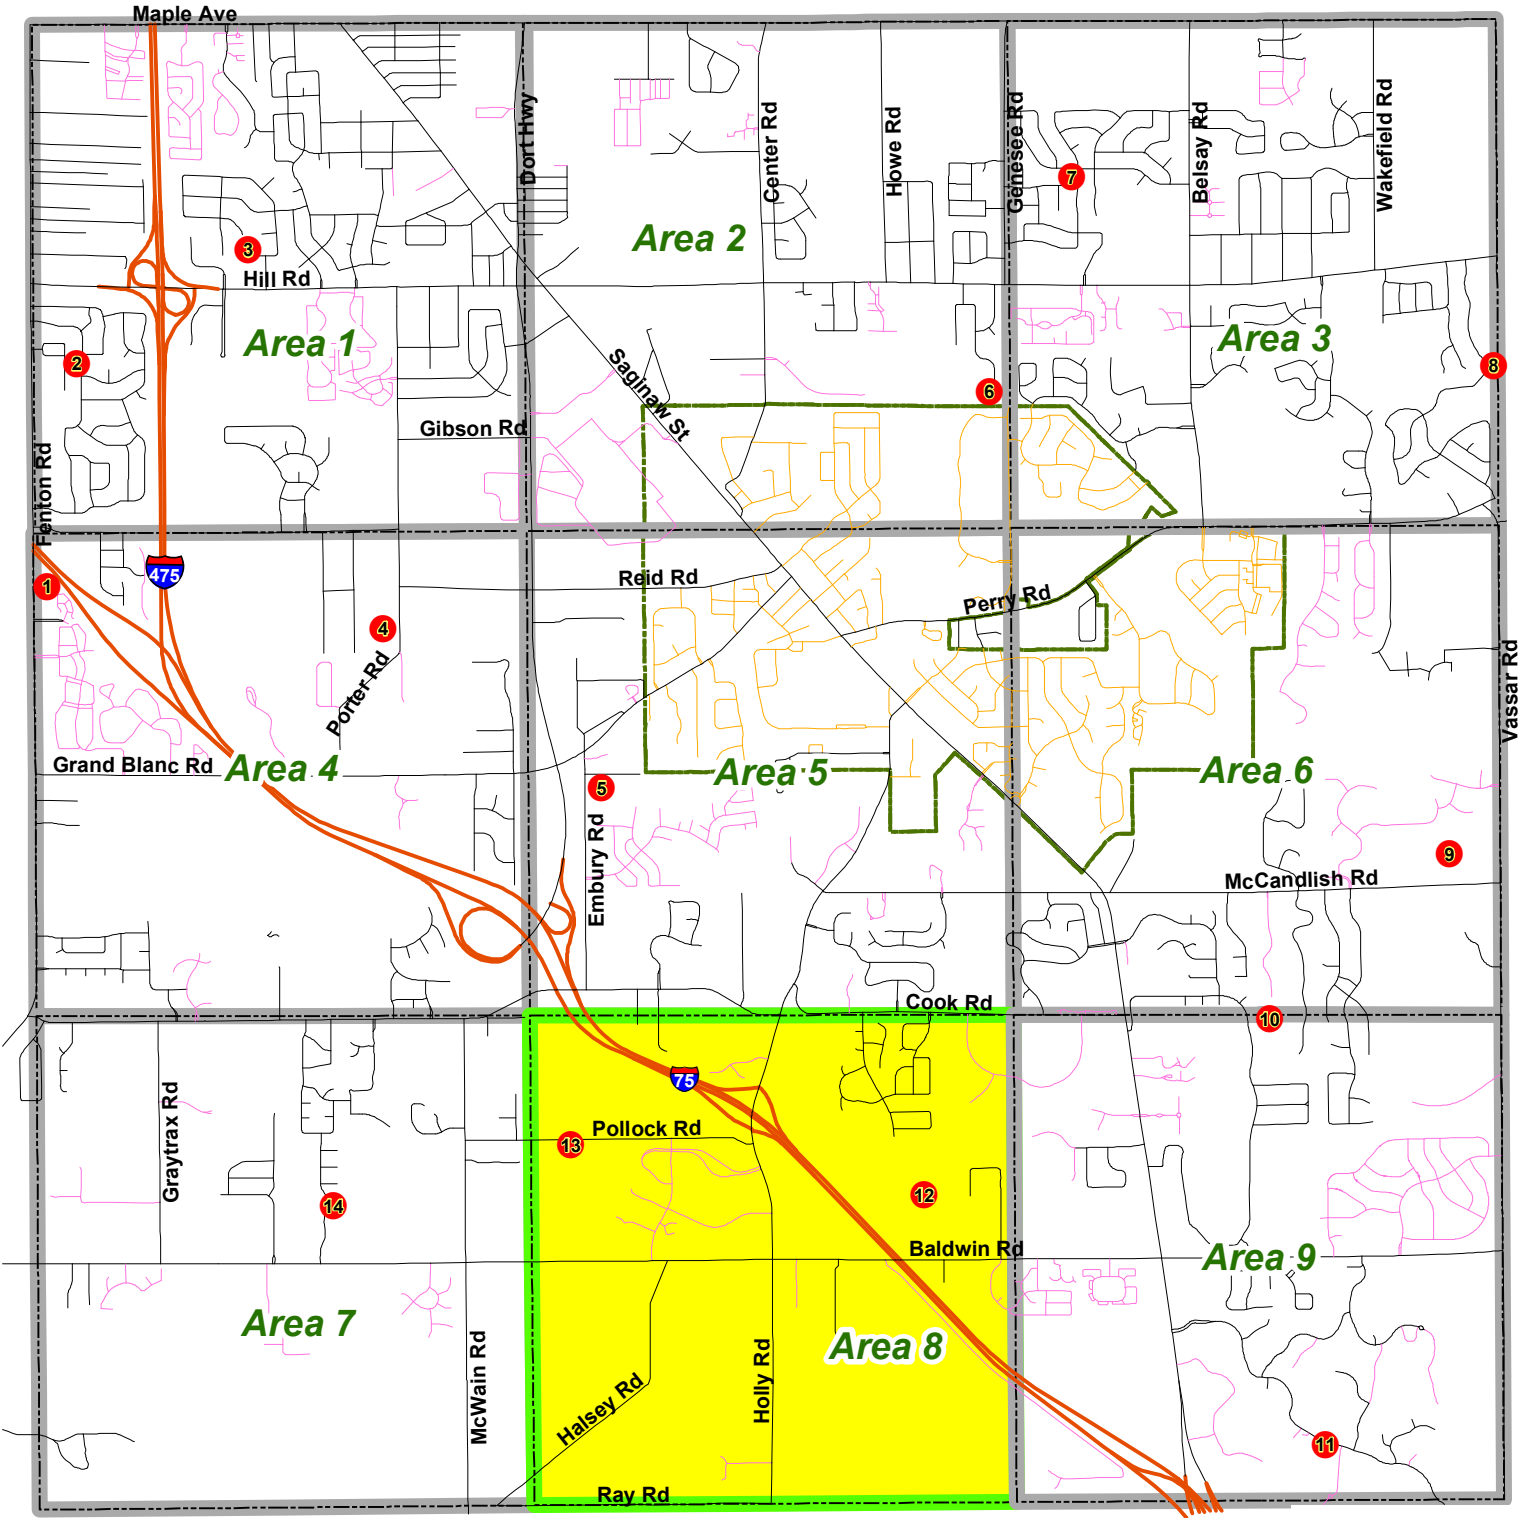 Maple Ave
Dort Hwy
Center Rd
Howe Rd
Genesee Rd
Belsay Rd
Wakefield Rd
7
Area 2
3
Hill Rd
Area 1
Area 3
2
8
Saginaw St
6
Gibson Rd
Fenton Rd
475
Reid Rd
1
Perry Rd
4
Porter Rd
Vassar Rd
Grand Blanc Rd
Area 4
Area 5
Area 6
5
Embury Rd
9
McCandlish Rd
Cook Rd
10
75
Graytrax Rd
Pollock Rd
13
12
14
Baldwin Rd
Area 9
Area 7
Area 8
McWain Rd
Halsey Rd
Holly Rd
11
Ray Rd